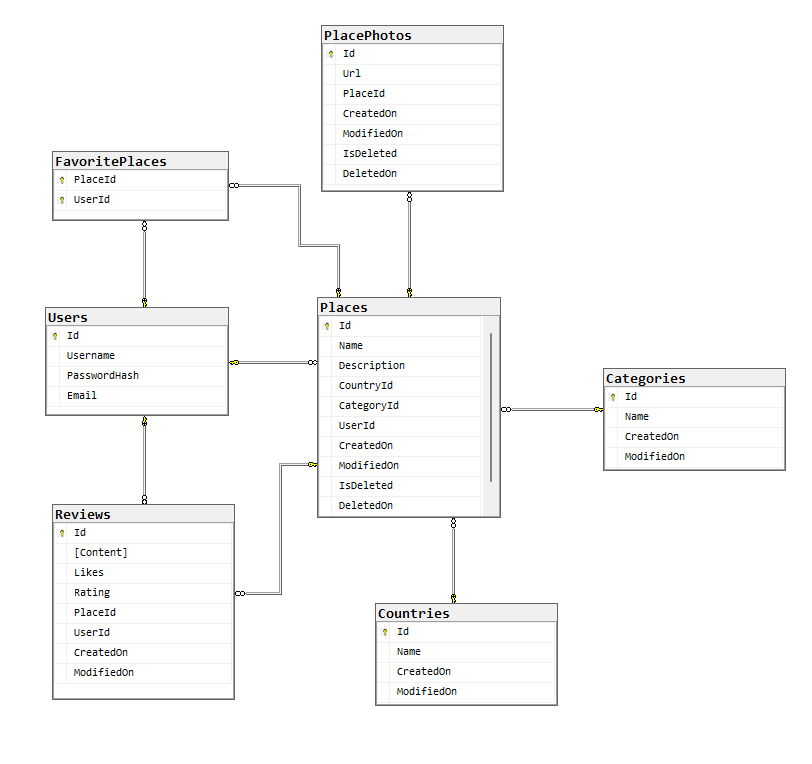 PlacePhotos
Id
Url
PlaceId
CreatedOn
ModifiedOn
IsDeleted
DeletedOn
FavoritePlaces
PlaceId
UserId
Users
Id
Username
PasswordHash
Email
Places
Id
Name
Description
CountryId
CategoryId
UserId
CreatedOn
ModifiedOn
IsDeleted
DeletedOn
Categories
Id
Name
CreatedOn
ModifiedOn
Reviews
Id
[Content]
Likes
Rating
PlaceId
UserId
CreatedOn
ModifiedOn
Countries
Id
Name
CreatedOn
ModifiedOn